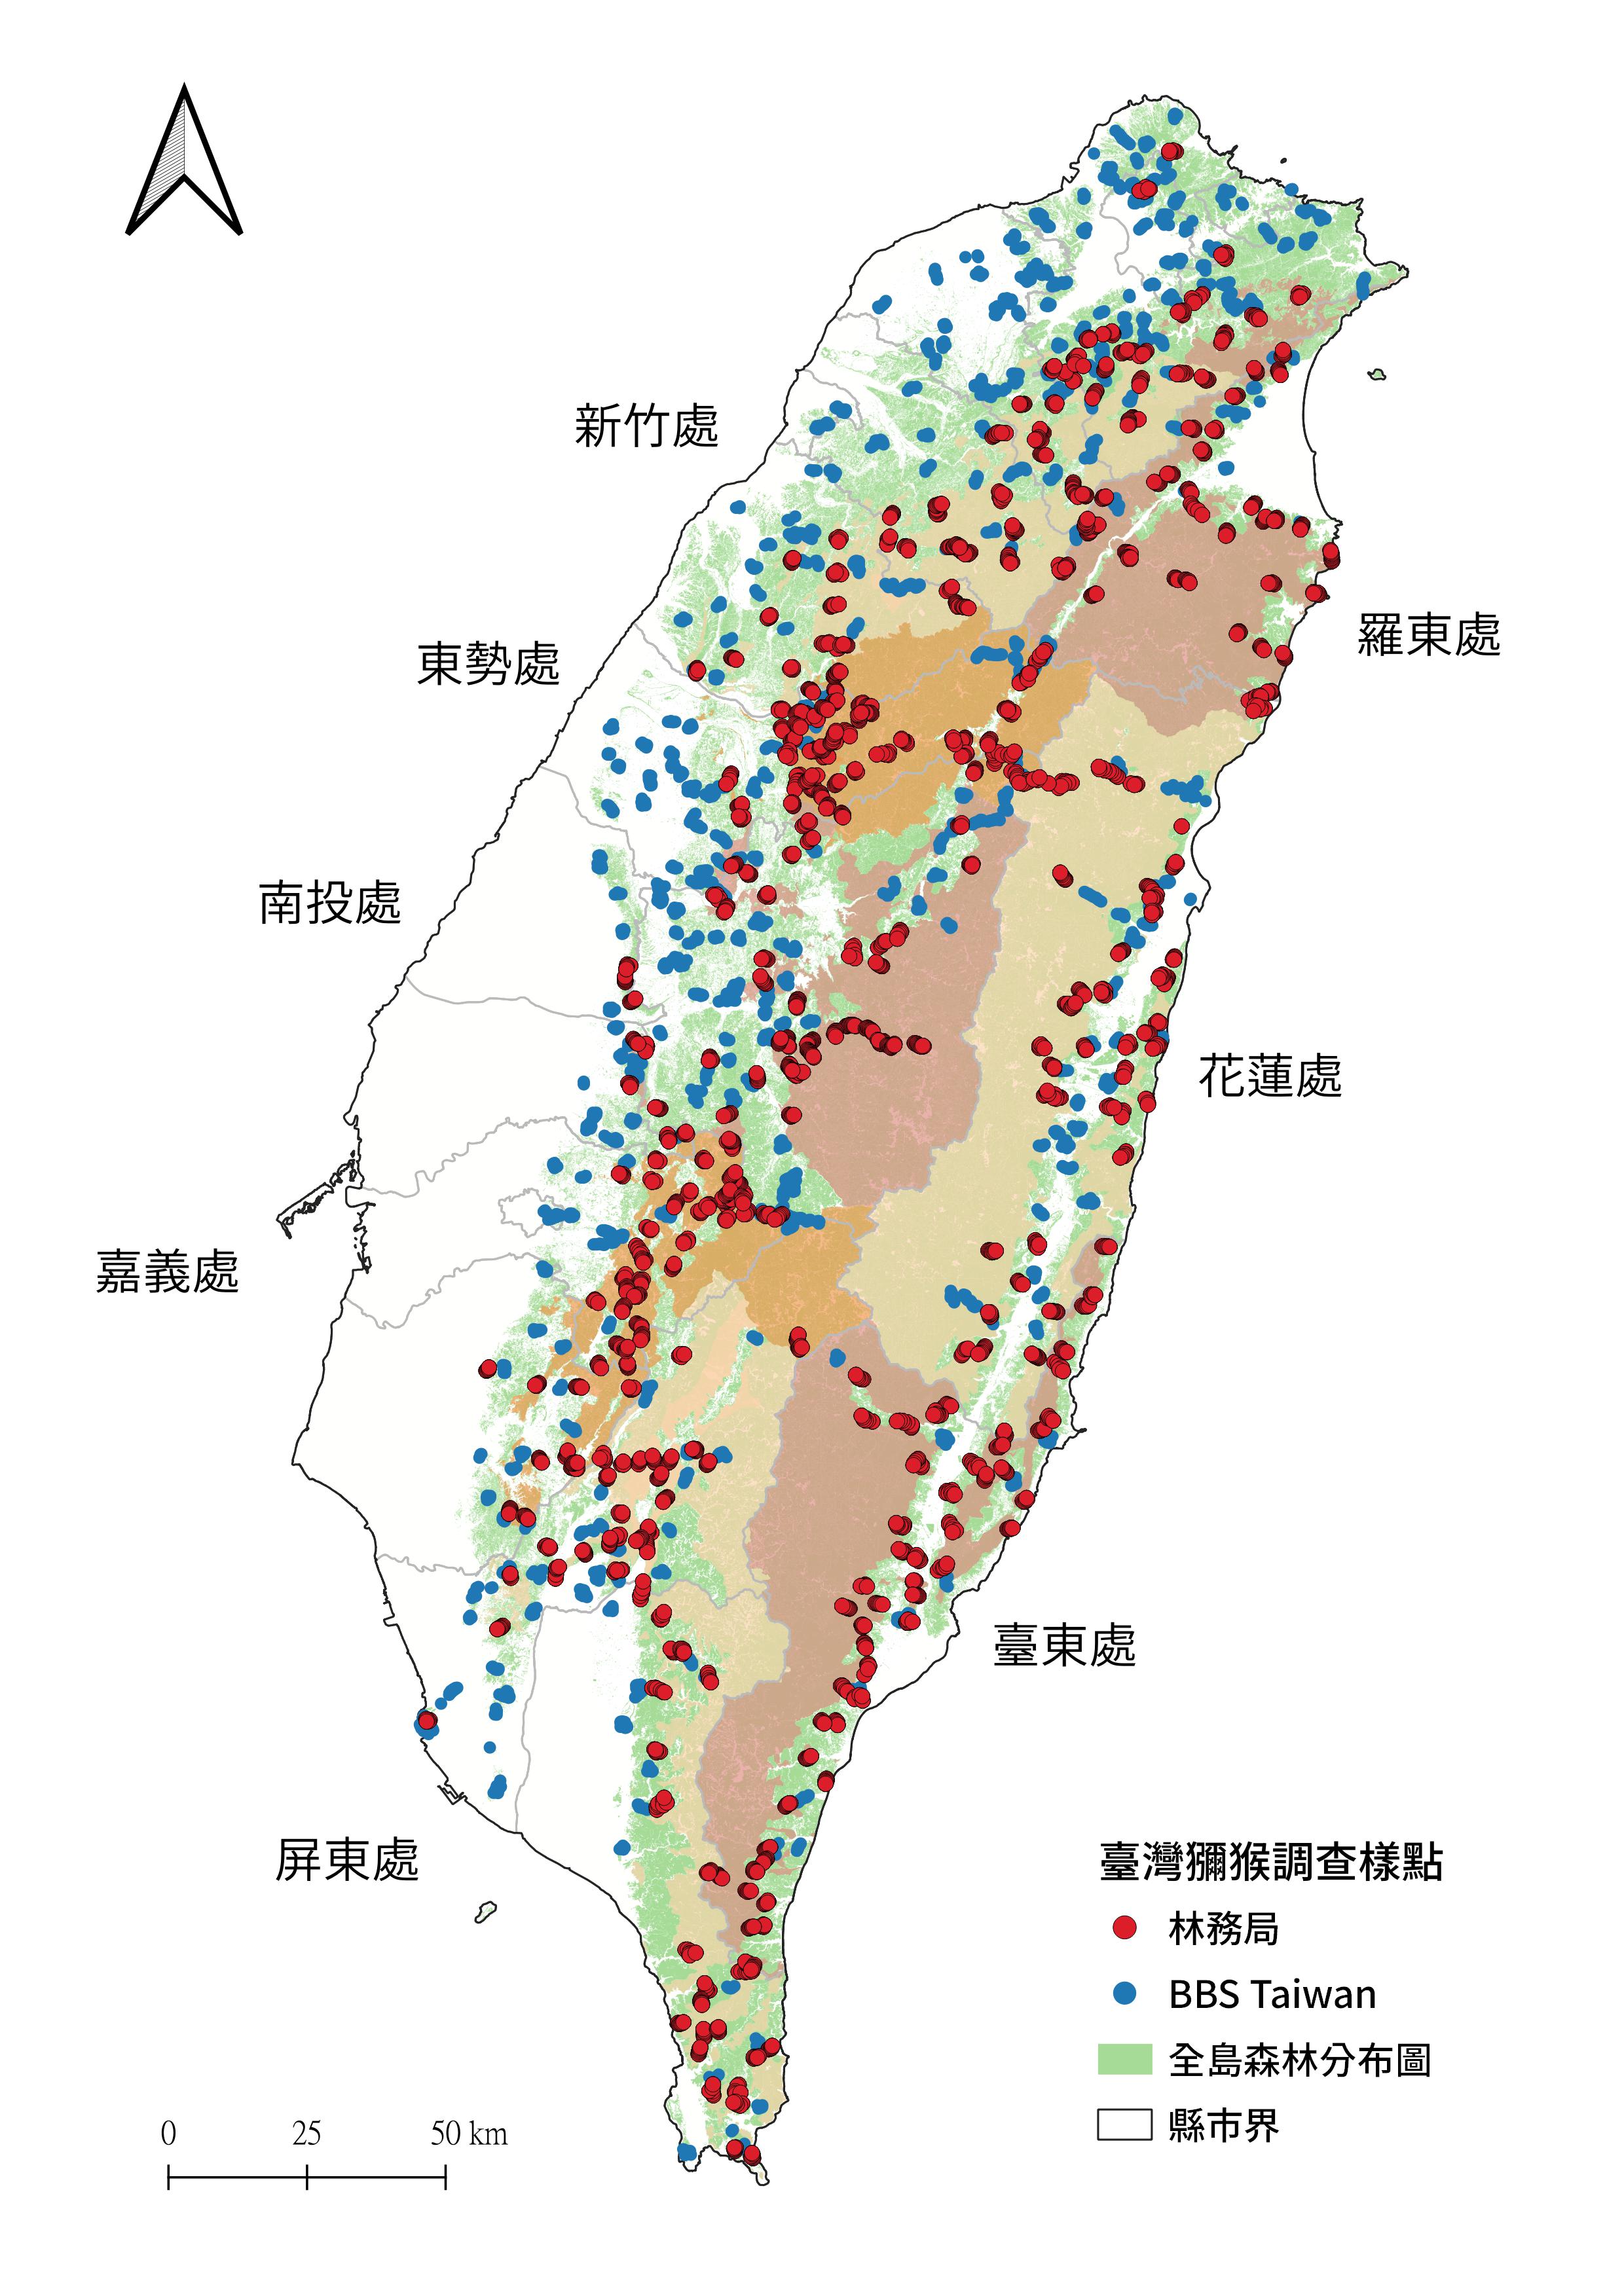 新竹處
東勢處
羅東處
南投處
花蓮處
嘉義處
臺東處
屏東處
臺灣獼猴調查樣點
林務局
BBS Taiwan
全島森林分布圖
縣市界
0 25 50 km